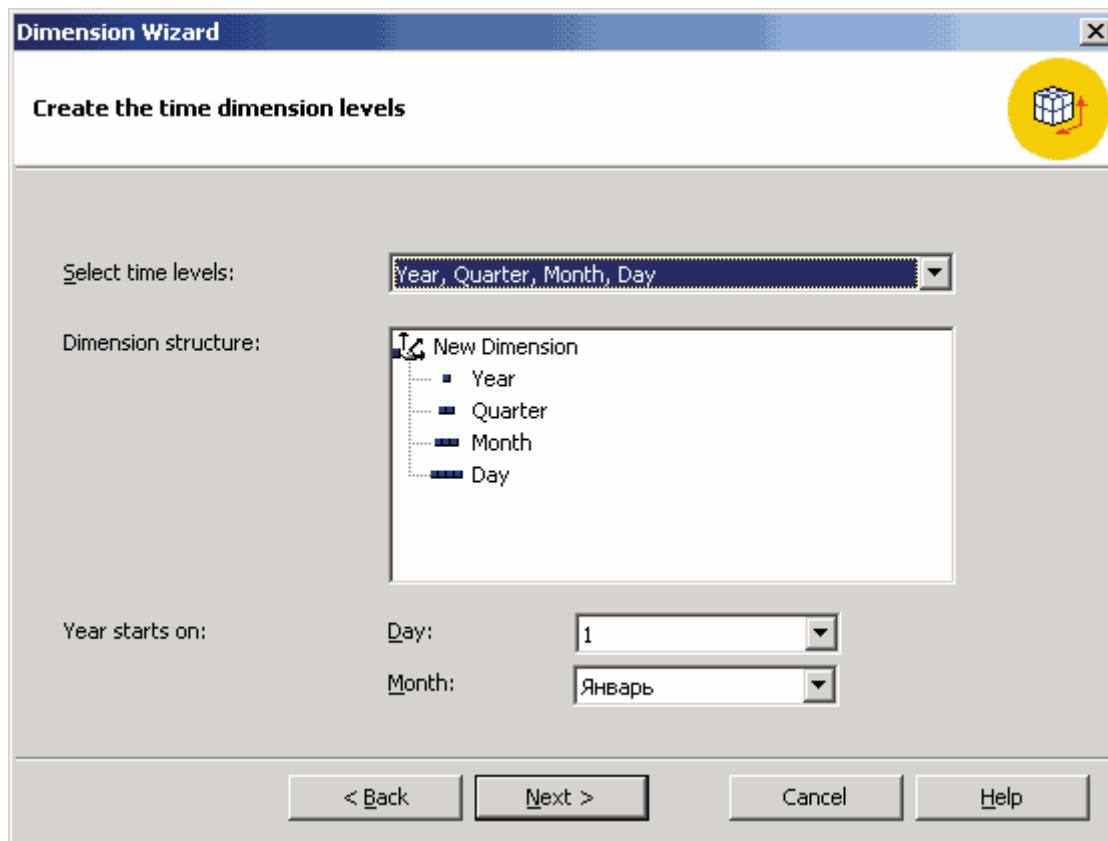 Dimension Wizard
Create the time dimension levels
Select time levels: Year, Quarter, Month, Day
Dimension structure: New Dimension
Year
Quarter
Month
Day
Year starts on: Day: 1
Month: Январь
< Back Next > Cancel Help